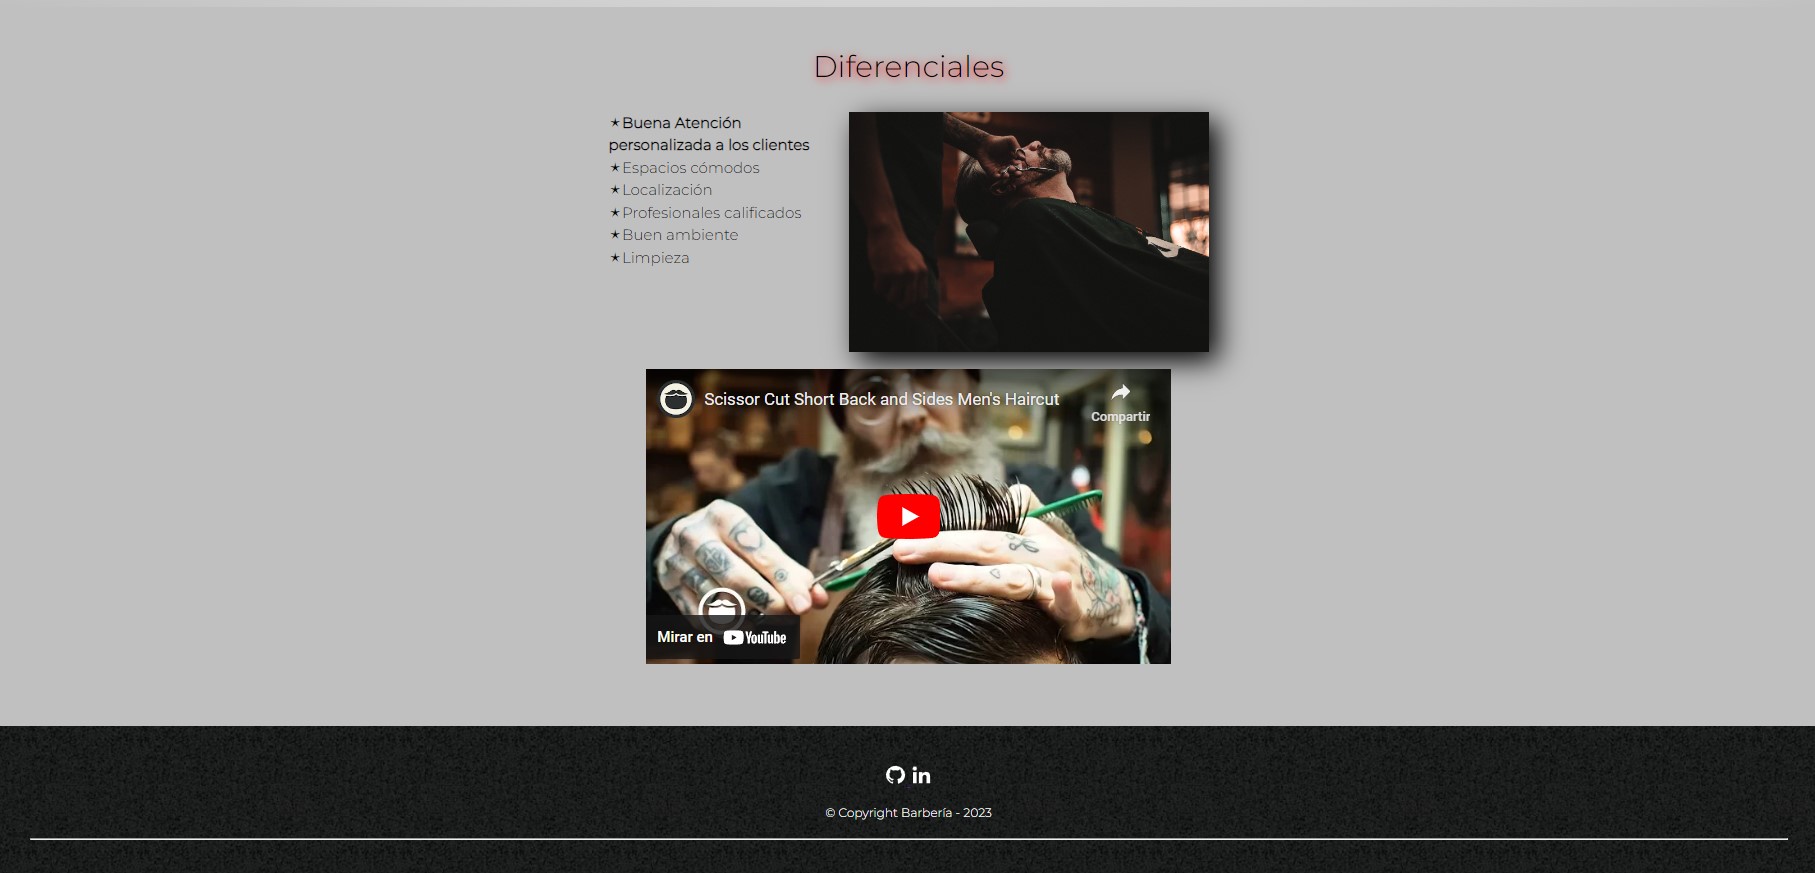 Diferenciales
★Buena Atención
personalizada a los clientes
★Espacios cómodos
★Localización
★Profesionales calificados
★Buen ambiente
★Limpieza
Scissor Cut Short Back and Sides Men's Haircut
Compartir
Mirar en YouTube
in
© Copyright Barbería - 2023